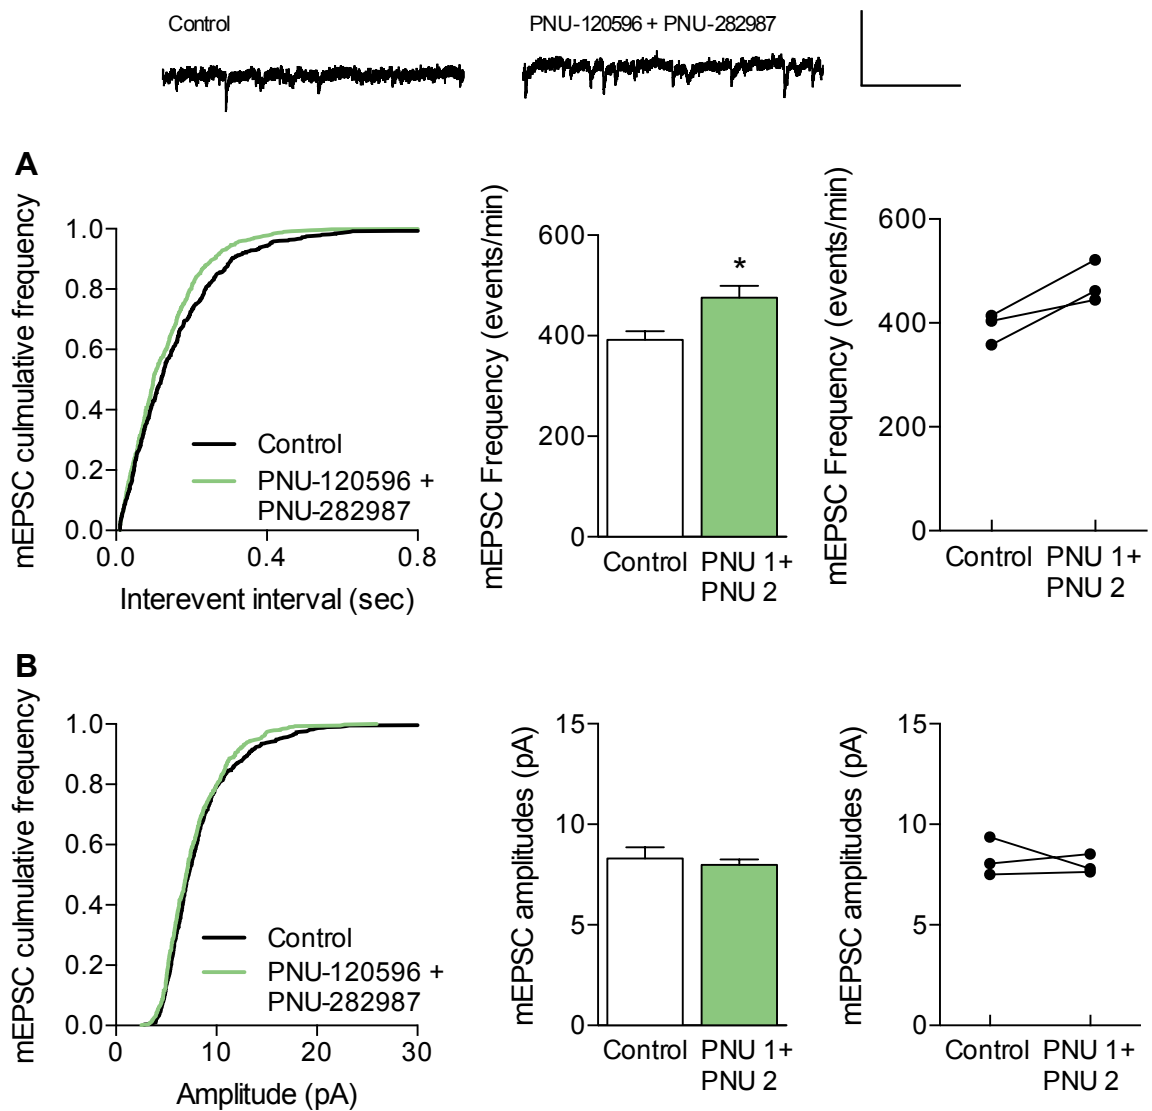 Control
PNU-120596 + PNU-282987
A
mEPSC culmulative frequency
1.0
0.8
0.6
0.4
0.2
0.0
0.0
0.4
0.8
Interevent interval (sec)
Control
PNU-120596 +
PNU-282987
mEPSC Frequency (events/min)
600
400
200
0
*
Control
PNU 1+
PNU 2
mEPSC Frequency (events/min)
600
400
200
0
Control
PNU 1+
PNU 2
B
mEPSC culmulative frequency
1.0
0.8
0.6
0.4
0.2
0.0
0
10
20
30
Amplitude (pA)
Control
PNU-120596 +
PNU-282987
mEPSC amplitudes (pA)
15
10
5
0
Control
PNU 1+
PNU 2
mEPSC amplitudes (pA)
15
10
5
0
Control
PNU 1+
PNU 2